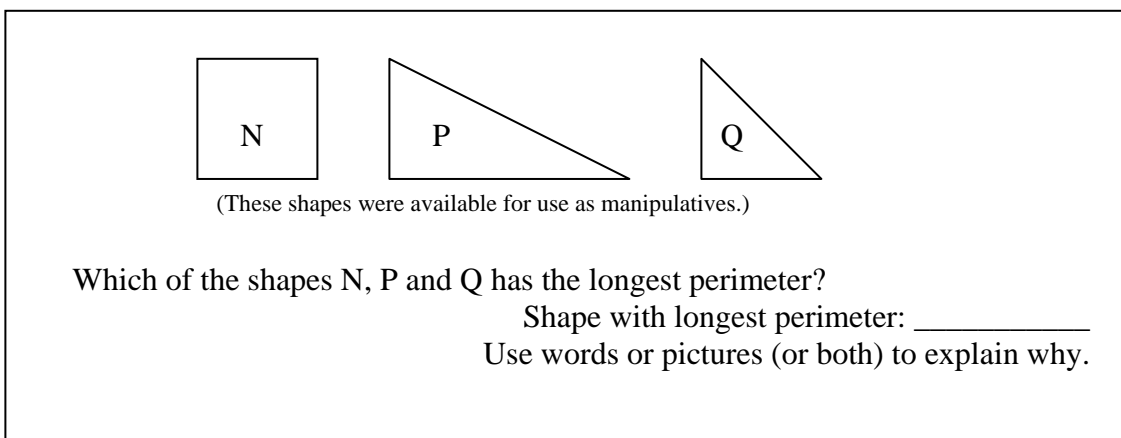 N P Q
(These shapes were available for use as manipulatives.)
Which of the shapes N, P and Q has the longest perimeter?
Shape with longest perimeter: ___________
Use words or pictures (or both) to explain why.